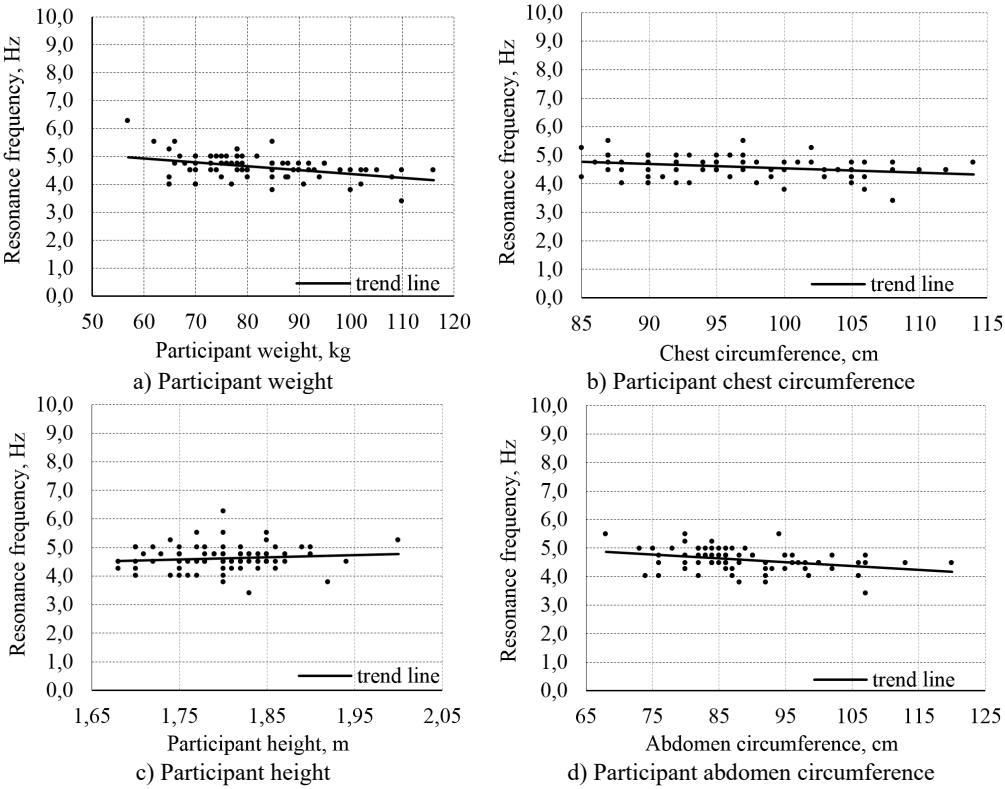 Resonance frequency, Hz
10,0
9,0
8,0
7,0
6,0
5,0
4,0
3,0
2,0
1,0
0,0
trend line
50 60 70 80 90 100 110 120
Participant weight, kg
a) Participant weight
Resonance frequency, Hz
10,0
9,0
8,0
7,0
6,0
5,0
4,0
3,0
2,0
1,0
0,0
trend line
85 90 95 100 105 110 115
Chest circumference, cm
b) Participant chest circumference
Resonance frequency, Hz
10,0
9,0
8,0
7,0
6,0
5,0
4,0
3,0
2,0
1,0
0,0
trend line
1,65 1,75 1,85 1,95 2,05
Participant height, m
c) Participant height
Resonance frequency, Hz
10,0
9,0
8,0
7,0
6,0
5,0
4,0
3,0
2,0
1,0
0,0
trend line
65 75 85 95 105 115 125
Abdomen circumference, cm
d) Participant abdomen circumference